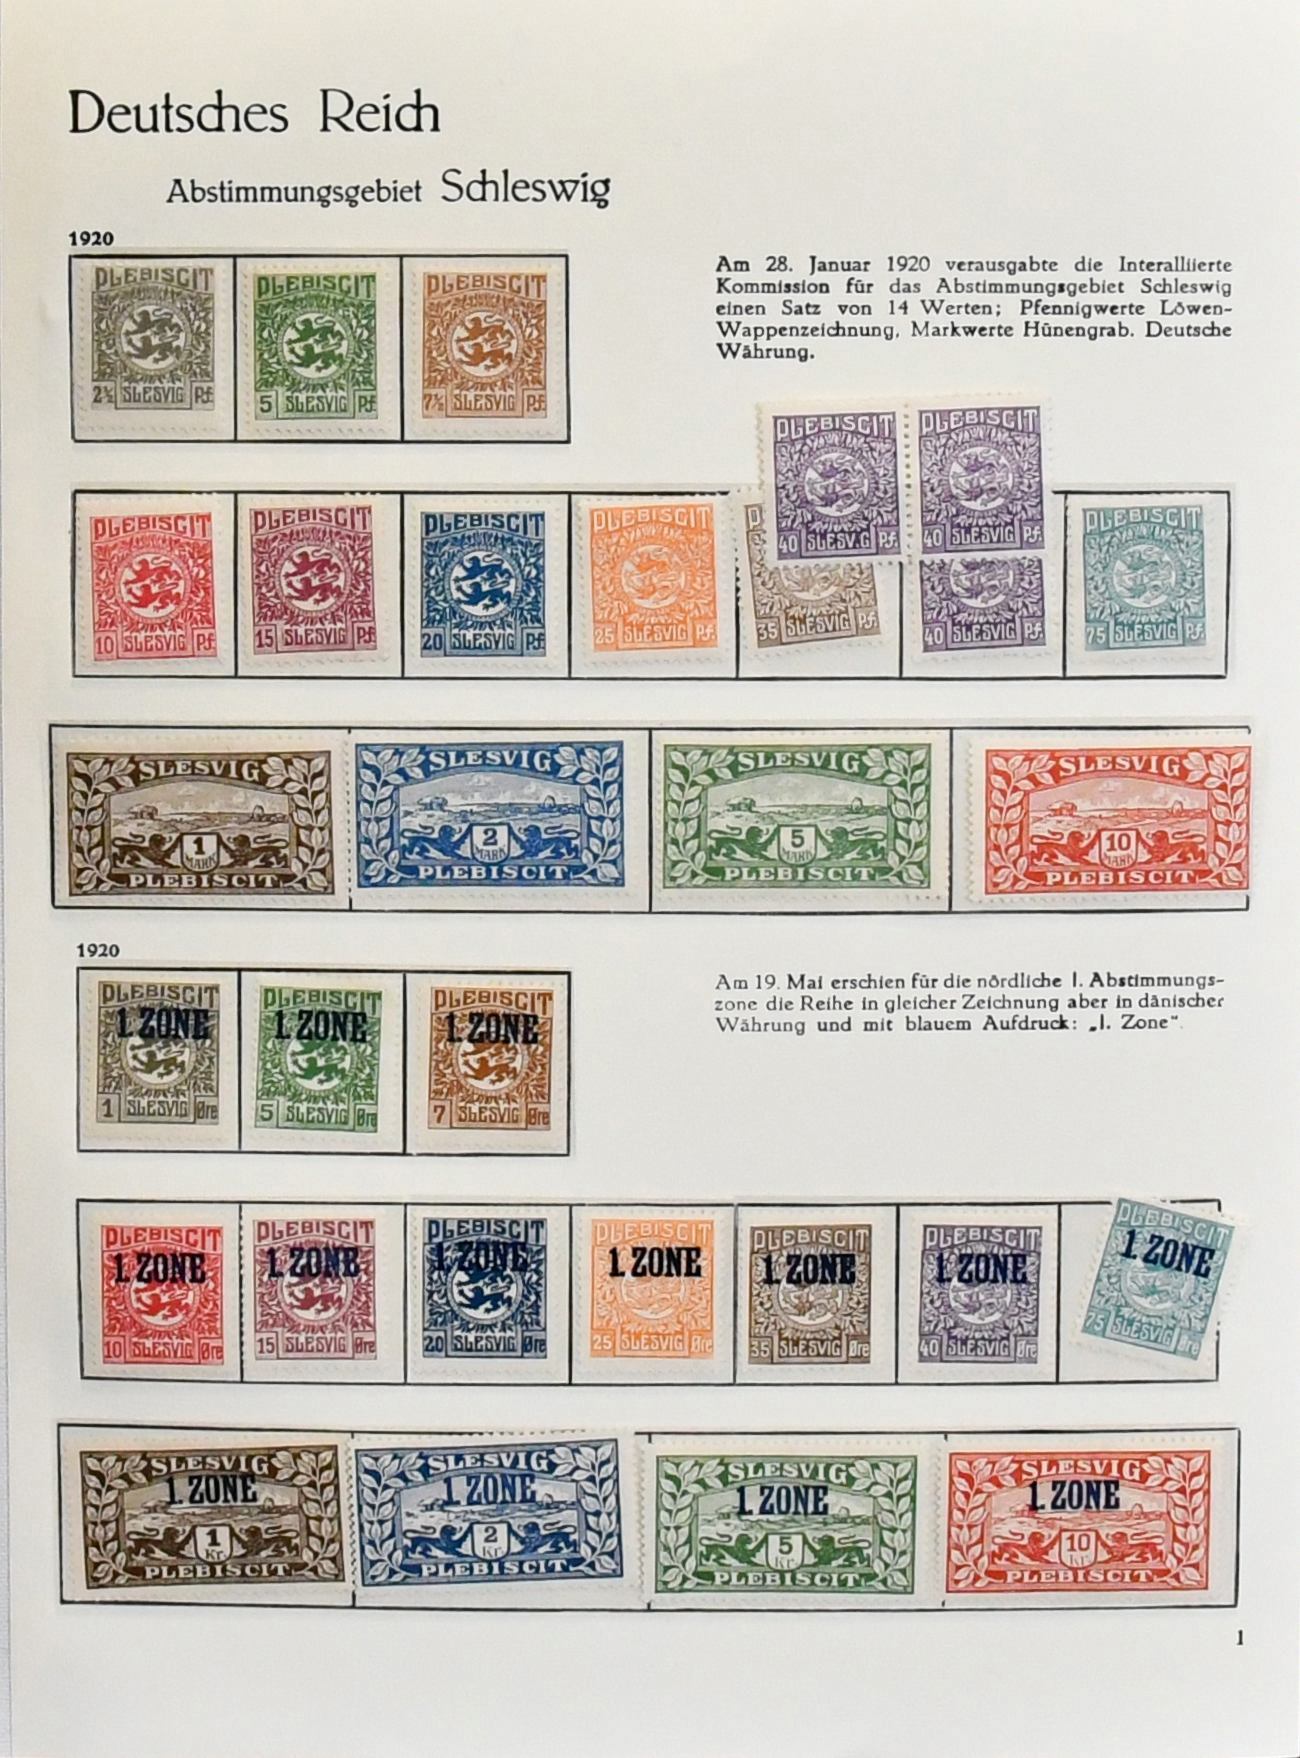 Deutsches Reich
Abstimmungsgebiet Schleswig
1920
Am 28. Januar 1920 verausgabte die Interalliierte
Kommission für das Abstimmungsgebiet Schleswig
einen Satz von 14 Werten; Pfennigwerte Löwen-
Wappenzeichnung, Markwerte Hünengrab. Deutsche
Währung.
PLEBISCIT
2½ SLESVIG Pf.
PLEBISCIT
5 SLESVIG Pf.
PLEBISCIT
7½ SLESVIG Pf.
PLEBISCIT
40 SLESVIG Pf.
PLEBISCIT
40 SLESVIG Pf.
PLEBISCIT
10 SLESVIG Pf.
PLEBISCIT
15 SLESVIG Pf.
PLEBISCIT
20 SLESVIG Pf.
PLEBISCIT
25 SLESVIG Pf.
35 SLESVIG Pf.
40 SLESVIG Pf.
PLEBISCIT
75 SLESVIG Pf.
SLESVIG
1
MARK
PLEBISCIT
SLESVIG
2
MARK
PLEBISCIT
SLESVIG
5
MARK
PLEBISCIT
SLESVIG
10
MARK
PLEBISCIT
1920
Am 19. Mai erschien für die nördliche I. Abstimmungs-
zone die Reihe in gleicher Zeichnung aber in dänischer
Währung und mit blauem Aufdruck: „I. Zone“.
PLEBISCIT
1. ZONE
1 SLESVIG Øre
PLEBISCIT
1. ZONE
5 SLESVIG Øre
PLEBISCIT
1. ZONE
7 SLESVIG Øre
PLEBISCIT
1. ZONE
10 SLESVIG Øre
PLEBISCIT
1. ZONE
15 SLESVIG Øre
PLEBISCIT
1. ZONE
20 SLESVIG Øre
PLEBISCIT
1. ZONE
25 SLESVIG Øre
PLEBISCIT
1. ZONE
35 SLESVIG Øre
PLEBISCIT
1. ZONE
40 SLESVIG Øre
PLEBISCIT
1. ZONE
75 SLESVIG Øre
SLESVIG
1. ZONE
1
Kr.
PLEBISCIT
SLESVIG
1. ZONE
2
Kr.
PLEBISCIT
SLESVIG
1. ZONE
5
Kr.
PLEBISCIT
SLESVIG
1. ZONE
10
Kr.
PLEBISCIT
1